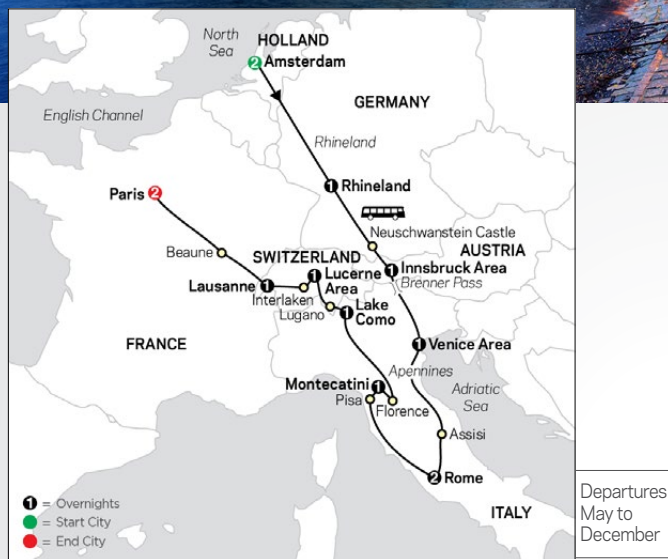 North
Sea
HOLLAND
2 Amsterdam
English Channel
GERMANY
Rhineland
1 Rhineland
Paris 2
Neuschwanstein Castle
Beaune
SWITZERLAND
AUSTRIA
1 Innsbruck Area
Brenner Pass
1 Lucerne
Area
Lausanne 1
Interlaken
Lugano
1 Lake
Como
FRANCE
1 Venice Area
Apennines
Montecatini 1
Pisa
Florence
Adriatic
Sea
Assisi
2 Rome
ITALY
1 = Overnights
= Start City
= End City
Departures
May to
December